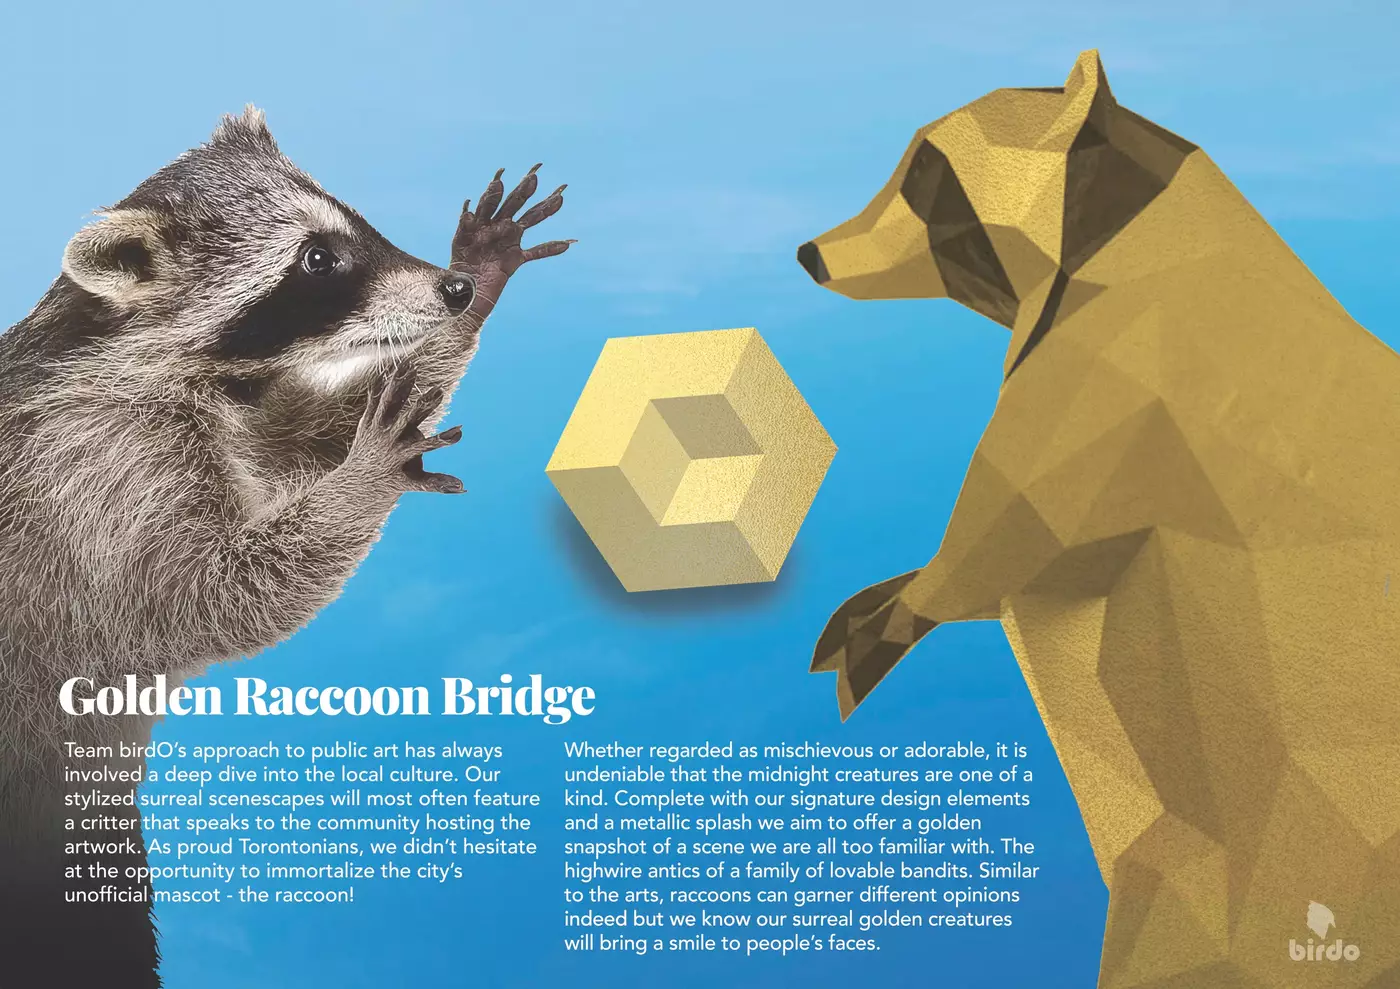 Golden Raccoon Bridge
Team birdO’s approach to public art has always
involved a deep dive into the local culture. Our
stylized surreal scenescapes will most often feature
a critter that speaks to the community hosting the
artwork. As proud Torontonians, we didn’t hesitate
at the opportunity to immortalize the city’s
unofficial mascot - the raccoon!
Whether regarded as mischievous or adorable, it is
undeniable that the midnight creatures are one of a
kind. Complete with our signature design elements
and a metallic splash we aim to offer a golden
snapshot of a scene we are all too familiar with. The
highwire antics of a family of lovable bandits. Similar
to the arts, raccoons can garner different opinions
indeed but we know our surreal golden creatures
will bring a smile to people’s faces.
birdo